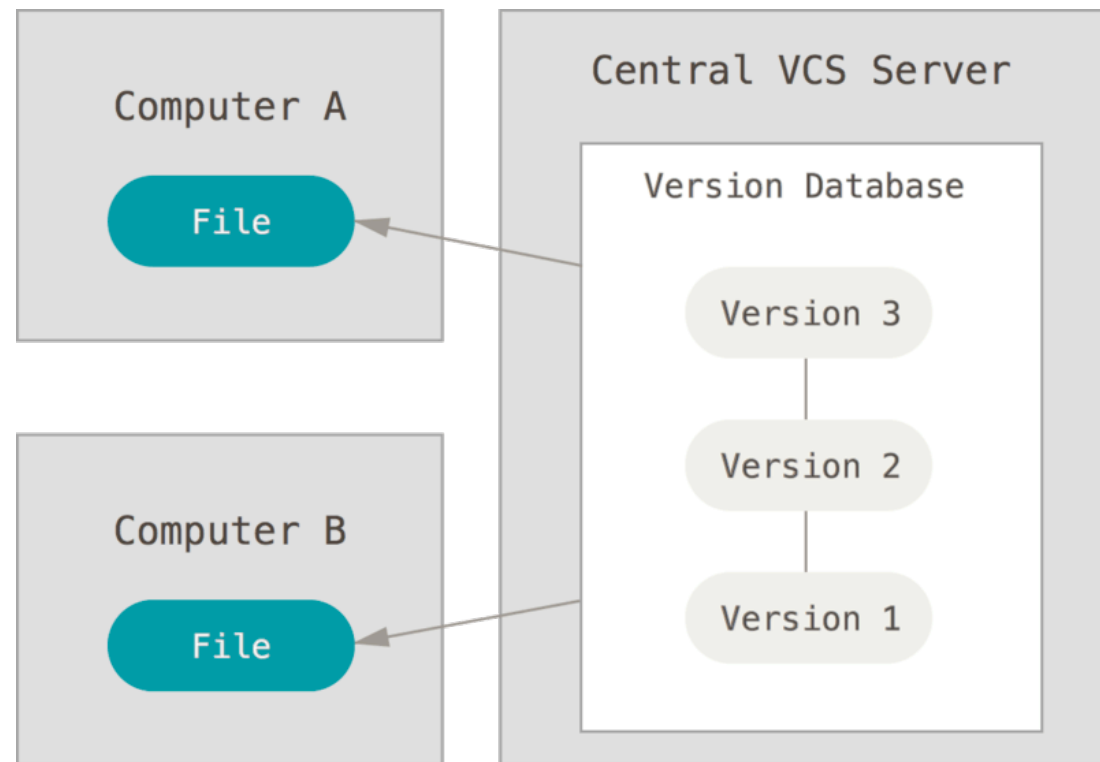 Computer A
File
Computer B
File
Central VCS Server
Version Database
Version 3
Version 2
Version 1